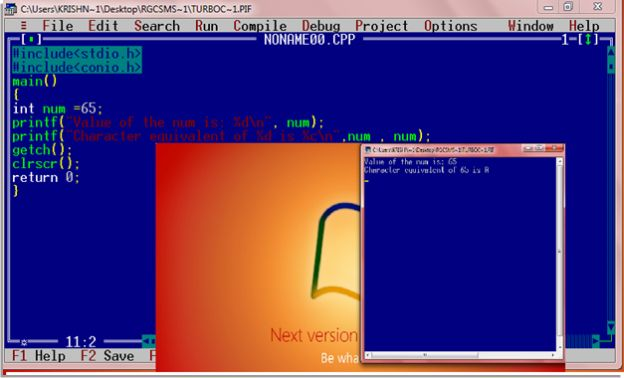 C:\Users\KRISHN~1\Desktop\RGCSMS~1\TURBOC~1.PIF
≡ File Edit Search Run Compile Debug Project Options Window Help
[■] NONAME00.CPP 1=[↕]
#include<stdio.h>
#include<conio.h>
main()
{
int num =65;
printf("Value of the num is: %d\n", num);
printf("Character equivalent of %d is %c\n",num , num);
getch();
clrscr();
return 0;
}
C:\Users\KRISHN~1\Desktop\RGCSMS~1\TURBOC~1.PIF
Value of the num is: 65
Character equivalent of 65 is A
Next version
Be wha
11:2
F1 Help F2 Save F